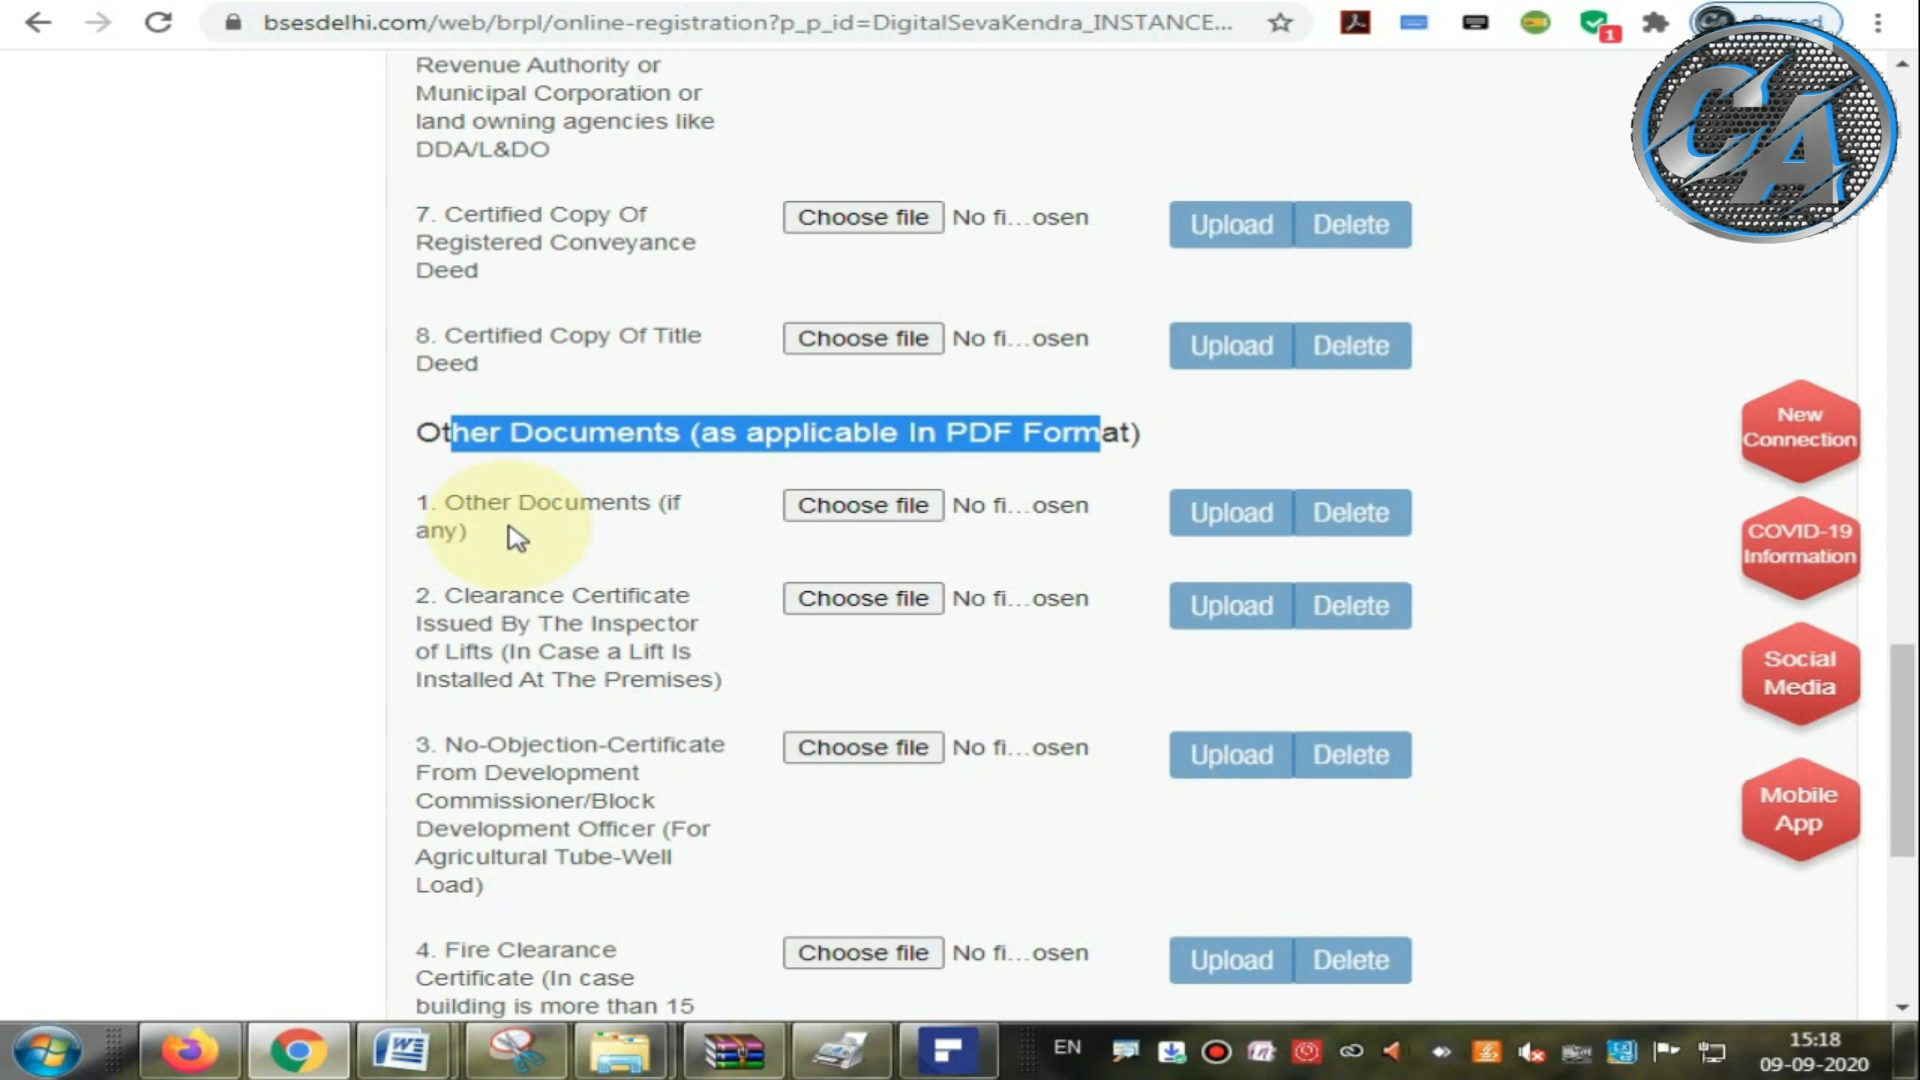 bsesdelhi.com/web/brpl/online-registration?p_p_id=DigitalSevaKendra_INSTANCE...
Paused
1
CA
Revenue Authority or
Municipal Corporation or
land owning agencies like
DDA/L&DO
7. Certified Copy Of
Registered Conveyance
Deed
Choose file No fi...osen
Upload Delete
8. Certified Copy Of Title
Deed
Choose file No fi...osen
Upload Delete
Other Documents (as applicable In PDF Format)
1. Other Documents (if
any)
Choose file No fi...osen
Upload Delete
2. Clearance Certificate
Issued By The Inspector
of Lifts (In Case a Lift Is
Installed At The Premises)
Choose file No fi...osen
Upload Delete
3. No-Objection-Certificate
From Development
Commissioner/Block
Development Officer (For
Agricultural Tube-Well
Load)
Choose file No fi...osen
Upload Delete
4. Fire Clearance
Certificate (In case
building is more than 15
Choose file No fi...osen
Upload Delete
New
Connection
COVID-19
Information
Social
Media
Mobile
App
EN
15:18
09-09-2020